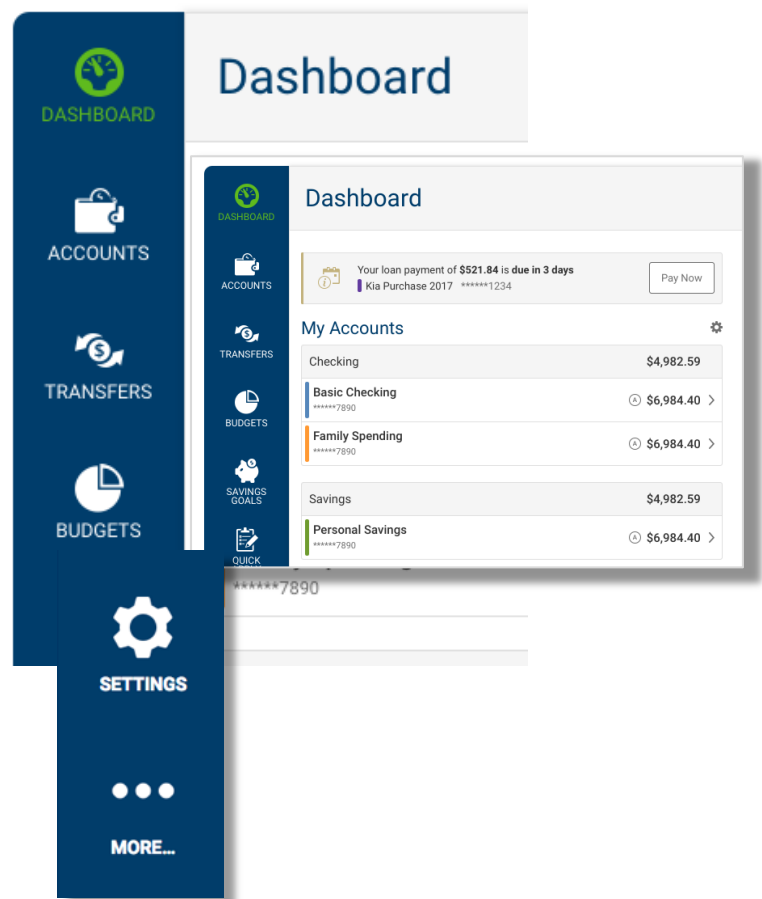 Dashboard
DASHBOARD
ACCOUNTS
TRANSFERS
BUDGETS
Dashboard
DASHBOARD
ACCOUNTS
TRANSFERS
BUDGETS
SAVINGS
GOALS
QUICK
Your loan payment of $521.84 is due in 3 days
Kia Purchase 2017 ******1234
Pay Now
My Accounts
Checking $4,982.59
Basic Checking
******7890
A $6,984.40
Family Spending
******7890
A $6,984.40
Savings $4,982.59
Personal Savings
******7890
A $6,984.40
******7890
SETTINGS
MORE...